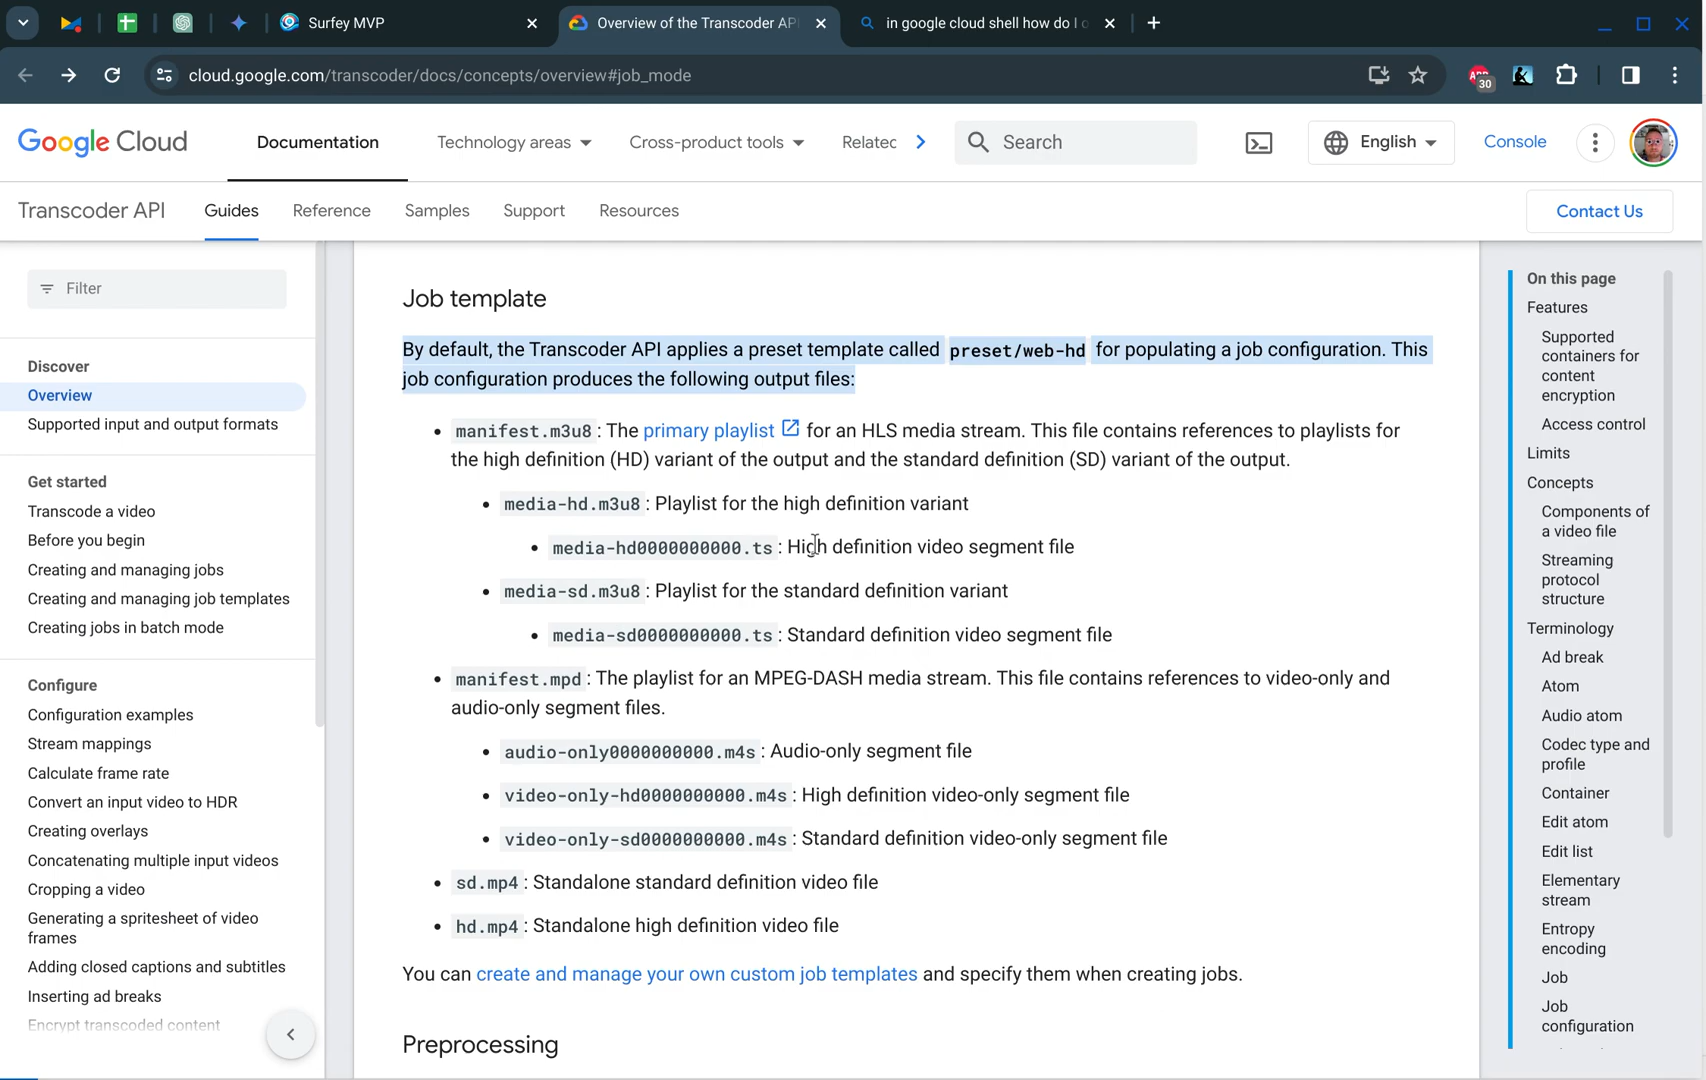 Surfey MVP
Overview of the Transcoder AP
in google cloud shell how do I
cloud.google.com/transcoder/docs/concepts/overview#job_mode
30
Google Cloud
Documentation
Technology areas
Cross-product tools
Relatec
Search
English
Console
Transcoder API
Guides
Reference
Samples
Support
Resources
Contact Us
Filter
Discover
Overview
Supported input and output formats
Get started
Transcode a video
Before you begin
Creating and managing jobs
Creating and managing job templates
Creating jobs in batch mode
Configure
Configuration examples
Stream mappings
Calculate frame rate
Convert an input video to HDR
Creating overlays
Concatenating multiple input videos
Cropping a video
Generating a spritesheet of video
frames
Adding closed captions and subtitles
Inserting ad breaks
Encrypt transcoded content
Job template
By default, the Transcoder API applies a preset template called preset/web-hd for populating a job configuration. This
job configuration produces the following output files:
• manifest.m3u8: The primary playlist for an HLS media stream. This file contains references to playlists for
the high definition (HD) variant of the output and the standard definition (SD) variant of the output.
• media-hd.m3u8: Playlist for the high definition variant
• media-hd0000000000.ts: High definition video segment file
• media-sd.m3u8: Playlist for the standard definition variant
• media-sd0000000000.ts: Standard definition video segment file
• manifest.mpd: The playlist for an MPEG-DASH media stream. This file contains references to video-only and
audio-only segment files.
• audio-only0000000000.m4s: Audio-only segment file
• video-only-hd0000000000.m4s: High definition video-only segment file
• video-only-sd0000000000.m4s: Standard definition video-only segment file
• sd.mp4: Standalone standard definition video file
• hd.mp4: Standalone high definition video file
You can create and manage your own custom job templates and specify them when creating jobs.
Preprocessing
On this page
Features
Supported
containers for
content
encryption
Access control
Limits
Concepts
Components of
a video file
Streaming
protocol
structure
Terminology
Ad break
Atom
Audio atom
Codec type and
profile
Container
Edit atom
Edit list
Elementary
stream
Entropy
encoding
Job
Job
configuration